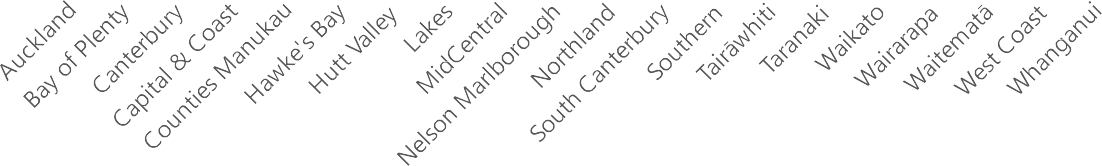 Auckland
Bay of Plenty
Canterbury
Capital & Coast
Counties Manukau
Hawke's Bay
Hutt Valley
Lakes
MidCentral
Nelson Marlborough
Northland
South Canterbury
Southern
Tairāwhiti
Taranaki
Waikato
Wairarapa
Waitematā
West Coast
Whanganui